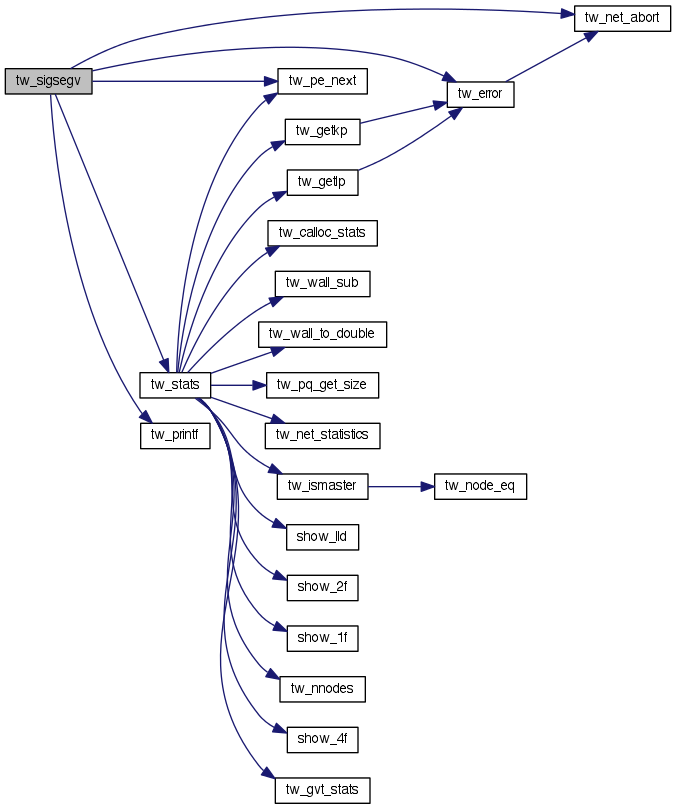 tw_net_abort
tw_sigsegv
tw_pe_next
tw_error
tw_getkp
tw_getlp
tw_calloc_stats
tw_wall_sub
tw_wall_to_double
tw_stats
tw_pq_get_size
tw_printf
tw_net_statistics
tw_ismaster
tw_node_eq
show_lld
show_2f
show_1f
tw_nnodes
show_4f
tw_gvt_stats